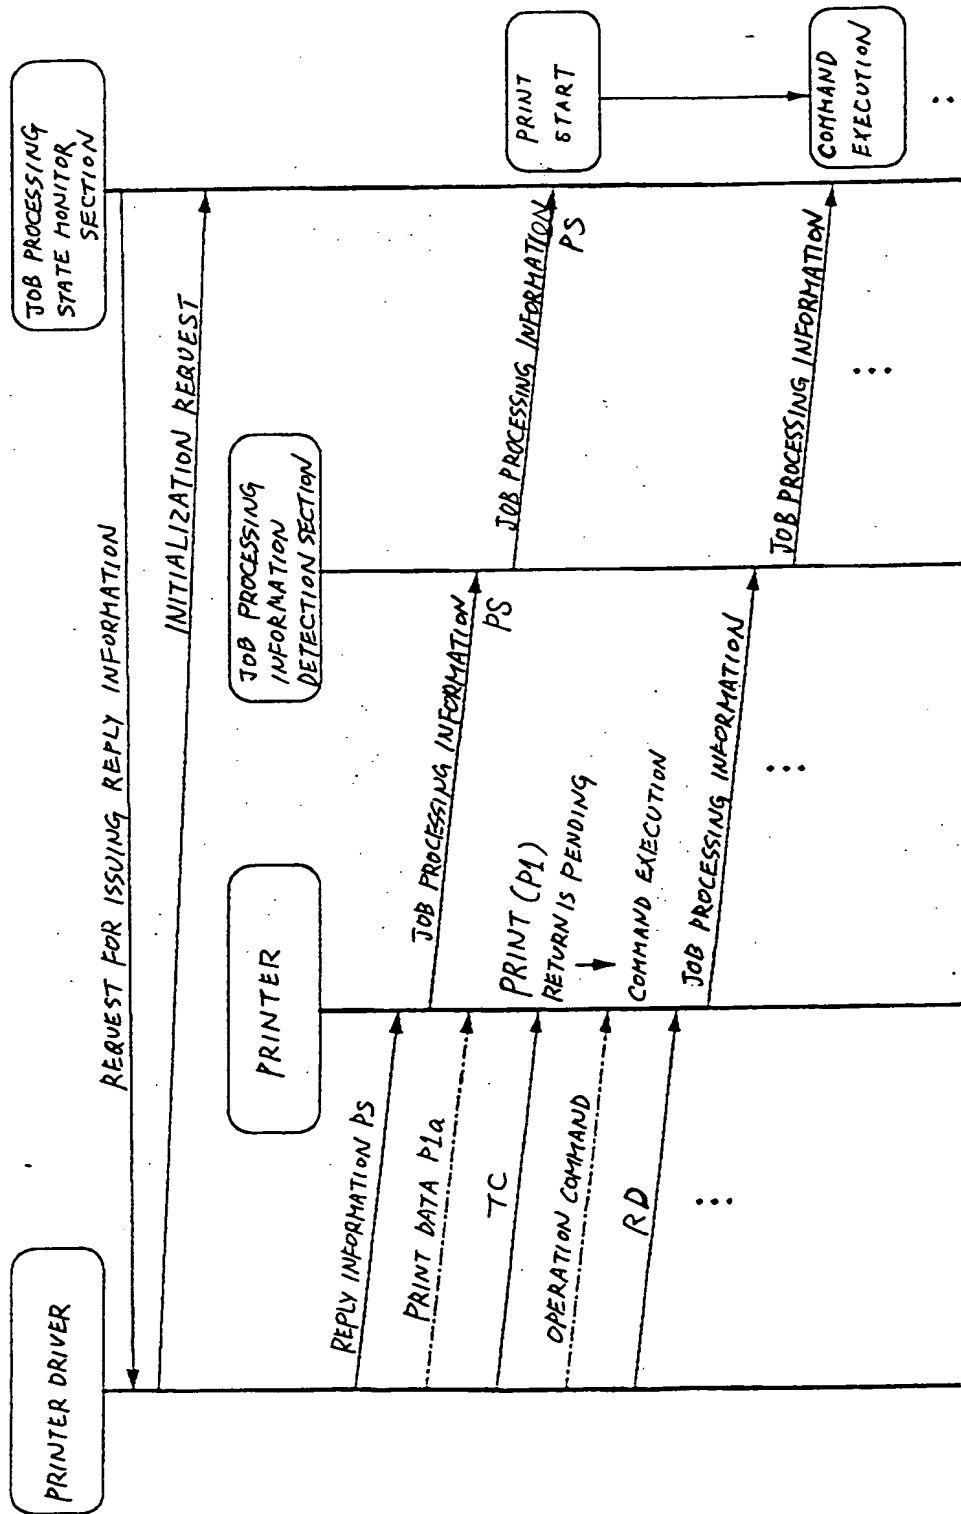 PRINTER DRIVER
PRINTER
JOB PROCESSING
INFORMATION
DETECTION SECTION
JOB PROCESSING
STATE MONITOR
SECTION
REQUEST FOR ISSUING REPLY INFORMATION
INITIALIZATION REQUEST
REPLY INFORMATION PS
JOB PROCESSING INFORMATION
PS
JOB PROCESSING INFORMATION
PS
PRINT
START
PRINT DATA P1a
TC
PRINT (P1)
RETURN IS PENDING
OPERATION COMMAND
COMMAND EXECUTION
RD
JOB PROCESSING INFORMATION
JOB PROCESSING INFORMATION
COMMAND
EXECUTION
...
...
...
...